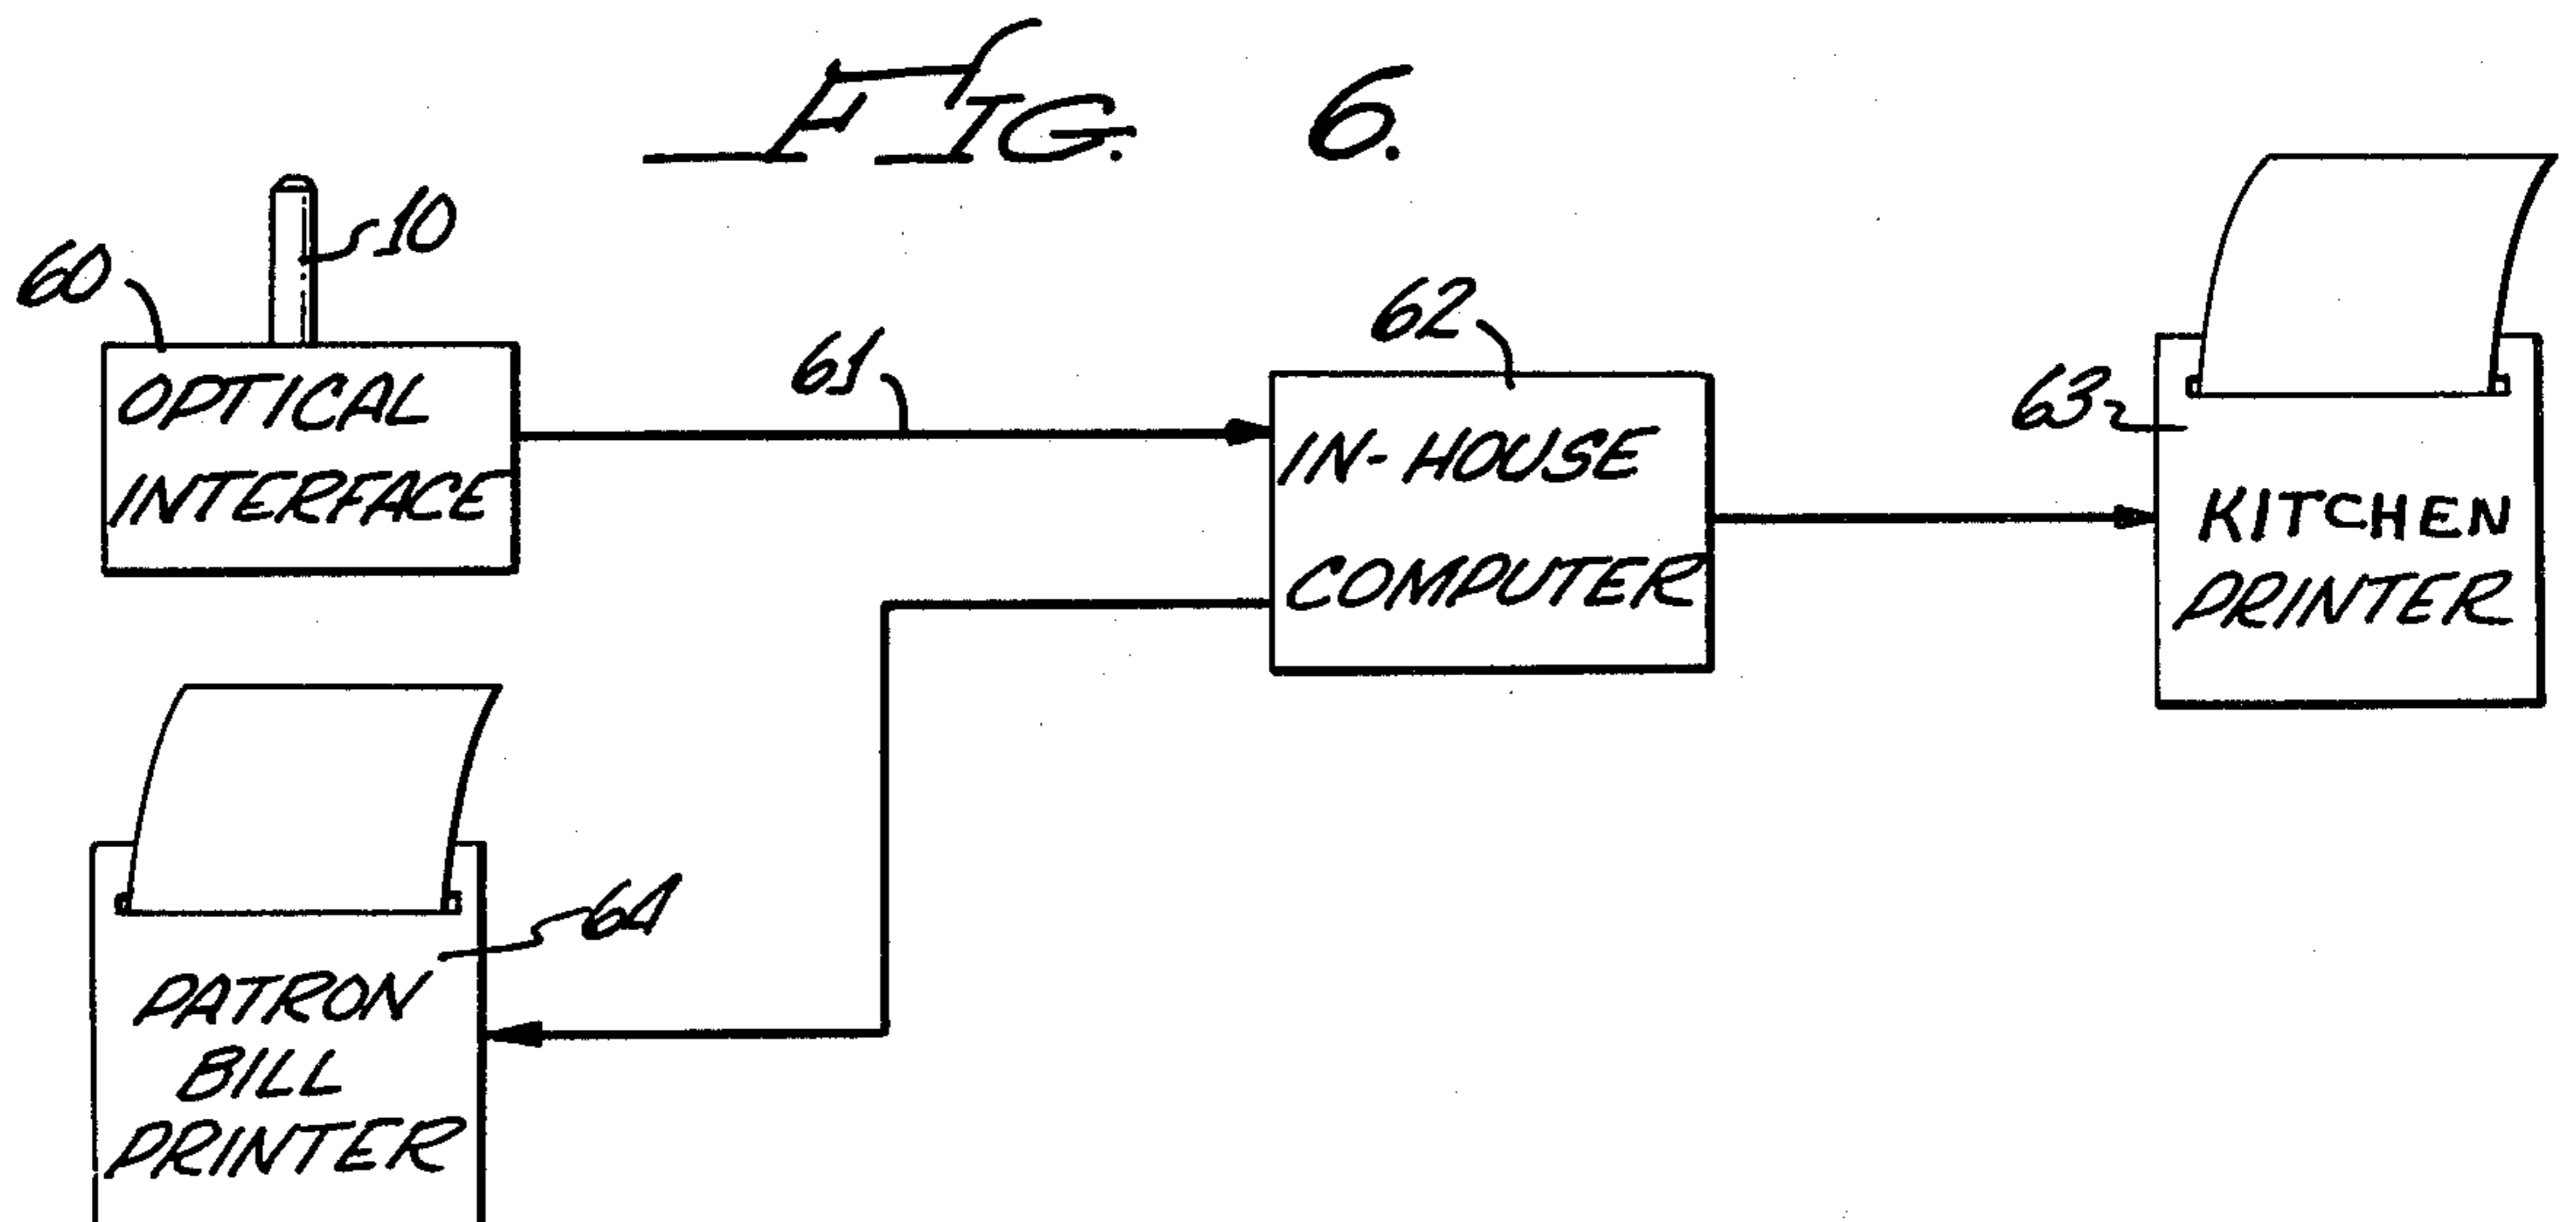 FIG. 6.
10
60
OPTICAL
INTERFACE
61
62
IN-HOUSE
COMPUTER
63
KITCHEN
PRINTER
64
PATRON
BILL
PRINTER